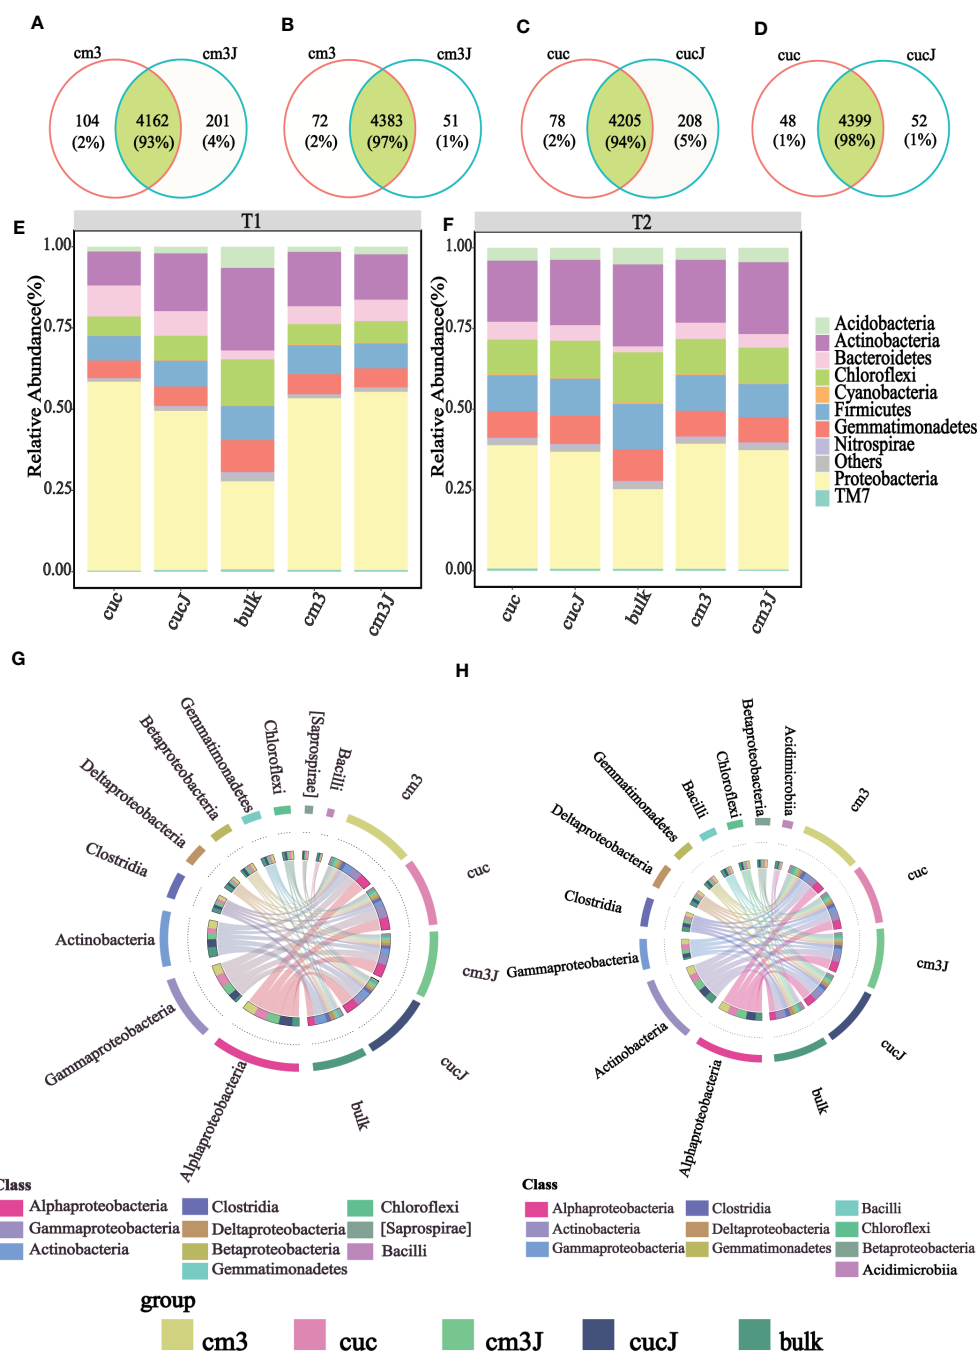 A
B
C
D
cm3
cm3J
cm3
cm3J
cuc
cucJ
cuc
cucJ
104
(2%)
4162
(93%)
201
(4%)
72
(2%)
4383
(97%)
51
(1%)
78
(2%)
4205
(94%)
208
(5%)
48
(1%)
4399
(98%)
52
(1%)
E
T1
Relative Abundance(%)
1.00
0.75
0.50
0.25
0.00
cuc
cucJ
bulk
cm3
cm3J
F
T2
Relative Abundance(%)
1.00
0.75
0.50
0.25
0.00
cuc
cucJ
bulk
cm3
cm3J
Acidobacteria
Actinobacteria
Bacteroidetes
Chloroflexi
Cyanobacteria
Firmicutes
Gemmatimonadetes
Nitrospirae
Others
Proteobacteria
TM7
G
Alphaproteobacteria
Gammaproteobacteria
Actinobacteria
Clostridia
Deltaproteobacteria
Betaproteobacteria
Gemmatimonadetes
Chloroflexi
[Saprospirae]
Bacilli
cm3
cuc
cm3J
cucJ
bulk
H
Alphaproteobacteria
Actinobacteria
Gammaproteobacteria
Clostridia
Deltaproteobacteria
Gemmatimonadetes
Bacilli
Chloroflexi
Betaproteobacteria
Acidimicrobiia
cm3
cuc
cm3J
cucJ
bulk
Class
Alphaproteobacteria
Gammaproteobacteria
Actinobacteria
Clostridia
Deltaproteobacteria
Betaproteobacteria
Gemmatimonadetes
Chloroflexi
[Saprospirae]
Bacilli
Class
Alphaproteobacteria
Actinobacteria
Gammaproteobacteria
Clostridia
Deltaproteobacteria
Gemmatimonadetes
Bacilli
Chloroflexi
Betaproteobacteria
Acidimicrobiia
group
cm3
cuc
cm3J
cucJ
bulk